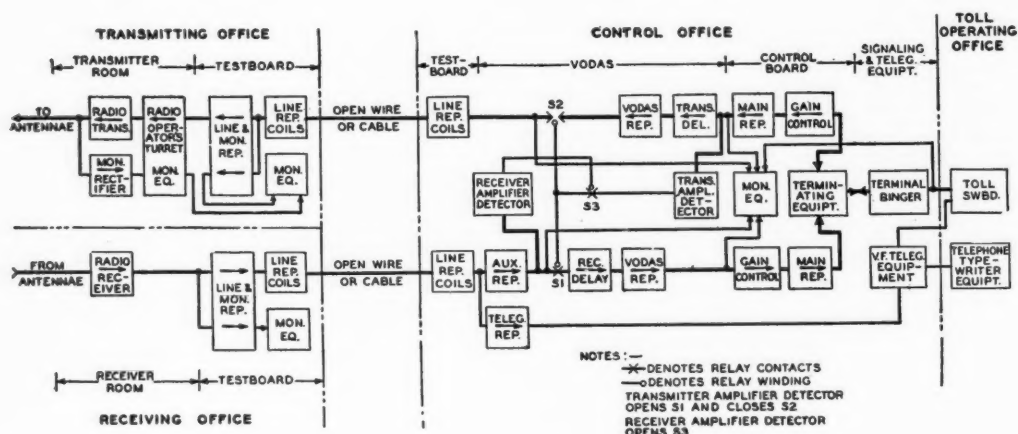 TRANSMITTING OFFICE
CONTROL OFFICE
TOLL
OPERATING
OFFICE
TRANSMITTER
ROOM
TESTBOARD
TEST-
BOARD
VODAS
CONTROL
BOARD
SIGNALING
& TELEG.
EQUIPT.
TO
ANTENNAE
RADIO
TRANS.
RADIO
OPERATORS
TURRET
MON.
EQ.
LINE &
MON.
REP.
LINE
REP.
COILS
MON.
RECTIFIER
MON.
EQ.
OPEN WIRE
OR CABLE
LINE
REP.
COILS
S2
VODAS
REP.
TRANS.
DEL.
MAIN
REP.
GAIN
CONTROL
RECEIVER
AMPLIFIER
DETECTOR
S3
TRANS.
AMPL.
DET-
ECTOR
MON.
EQ.
TERMIN-
ATING
EQUIPT.
TERMINAL
BINGER
TOLL
SWBD.
FROM
ANTENNAE
RADIO
REC-
EIVER
LINE &
MON.
REP.
LINE
REP.
COILS
MON.
EQ.
OPEN WIRE
OR CABLE
LINE
REP.
COILS
AUX.
REP.
S1
REC.
DELAY
VODAS
REP.
GAIN
CONTROL
MAIN
REP.
V.F. TELEG.
EQUIP-
MENT
TELEPHONE
TYPE-
WRITER
EQUIPT.
TELEG.
REP.
RECEIVER
ROOM
TESTBOARD
RECEIVING OFFICE
NOTES:—
DENOTES RELAY CONTACTS
DENOTES RELAY WINDING
TRANSMITTER AMPLIFIER DETECTOR
OPENS S1 AND CLOSES S2
RECEIVER AMPLIFIER DETECTOR
OPENS S3